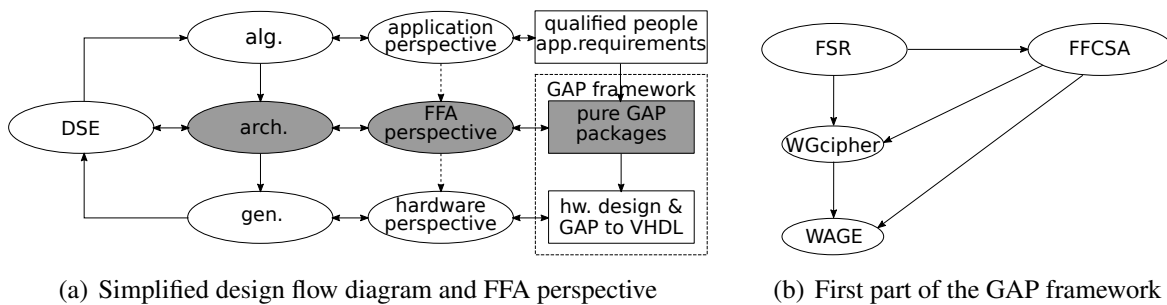 alg.
application
perspective
qualified people
app.requirements
GAP framework
DSE
arch.
FFA
perspective
pure GAP
packages
gen.
hardware
perspective
hw. design &
GAP to VHDL
(a) Simplified design flow diagram and FFA perspective
FSR
FFCSA
WGcipher
WAGE
(b) First part of the GAP framework